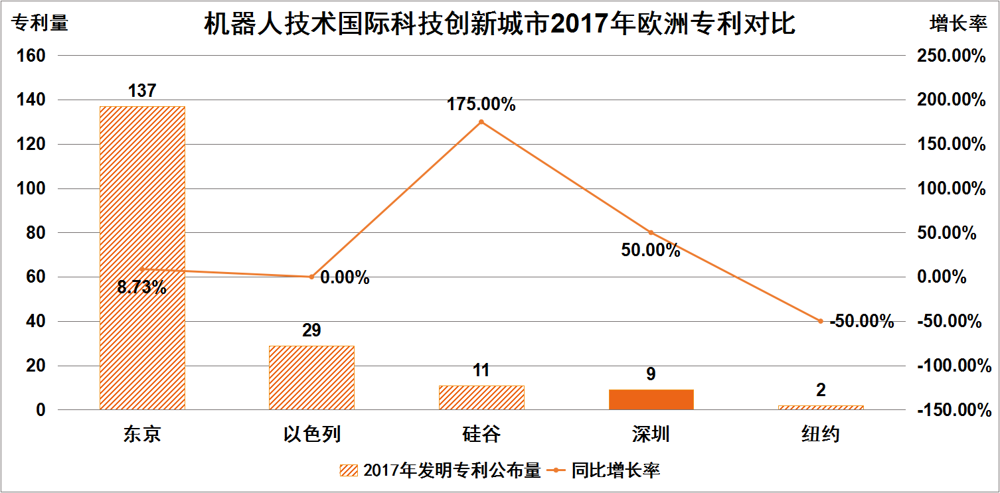 专利量
机器人技术国际科技创新城市2017年欧洲专利对比
增长率
160
140
120
100
80
60
40
20
0
250.00%
200.00%
150.00%
100.00%
50.00%
0.00%
-50.00%
-100.00%
-150.00%
137
29
11
9
2
8.73%
0.00%
175.00%
50.00%
-50.00%
东京
以色列
硅谷
深圳
纽约
2017年发明专利公布量
同比增长率